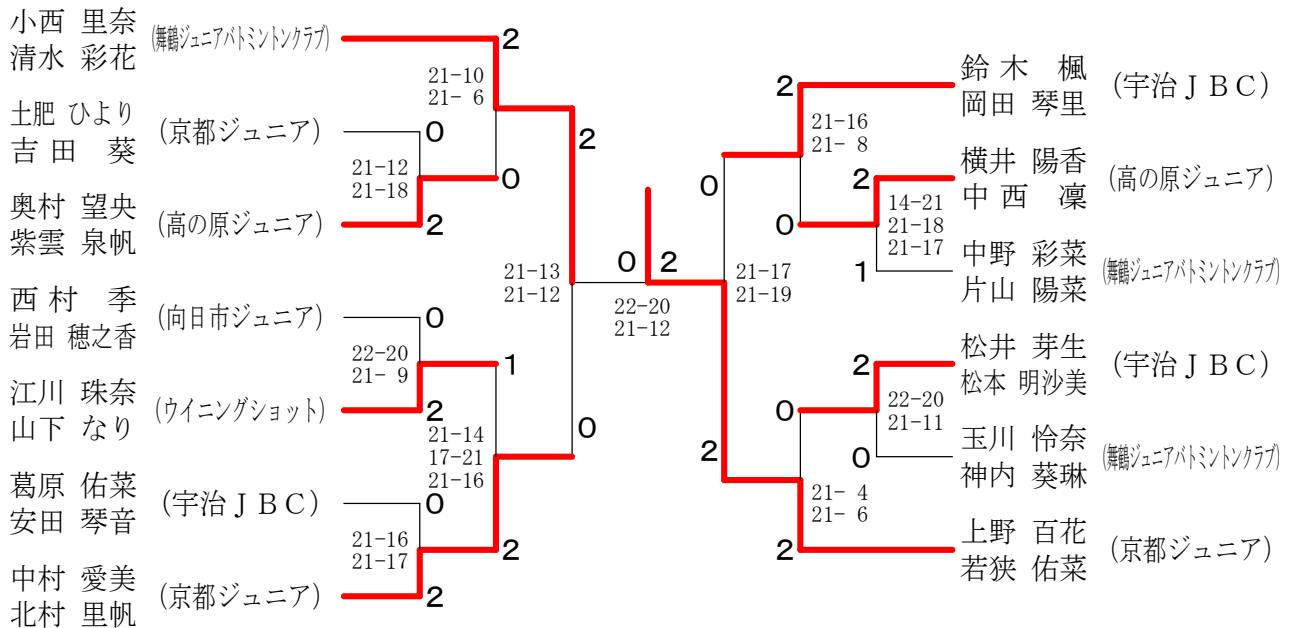 小西 里奈 (舞鶴ジュニアバトミントンクラブ) 2
清水 彩花
21-10
21- 6
土肥 ひより (京都ジュニア) 0
吉田 葵
21-12
21-18
0
奥村 望央 (高の原ジュニア) 2
紫雲 泉帆
2
21-13
21-12
西村 季 (向日市ジュニア) 0
岩田 穂之香
22-20
21- 9
1
江川 珠奈 (ウイニングショット) 2
山下 なり
21-14
17-21
21-16
0
葛原 佑菜 (宇治ＪＢＣ) 0
安田 琴音
21-16
21-17
2
中村 愛美 (京都ジュニア) 2
北村 里帆
0 2
22-20
21-12
2 鈴木 楓 (宇治ＪＢＣ)
岡田 琴里
21-16
21- 8
0
2 横井 陽香 (高の原ジュニア)
中西 凜
0
14-21
21-18
21-17
1 中野 彩菜 (舞鶴ジュニアバトミントンクラブ)
片山 陽菜
21-17
21-19
2 松井 芽生 (宇治ＪＢＣ)
松本 明沙美
0
22-20
21-11
0 玉川 怜奈 (舞鶴ジュニアバトミントンクラブ)
神内 葵琳
2
21- 4
21- 6
2 上野 百花 (京都ジュニア)
若狭 佑菜